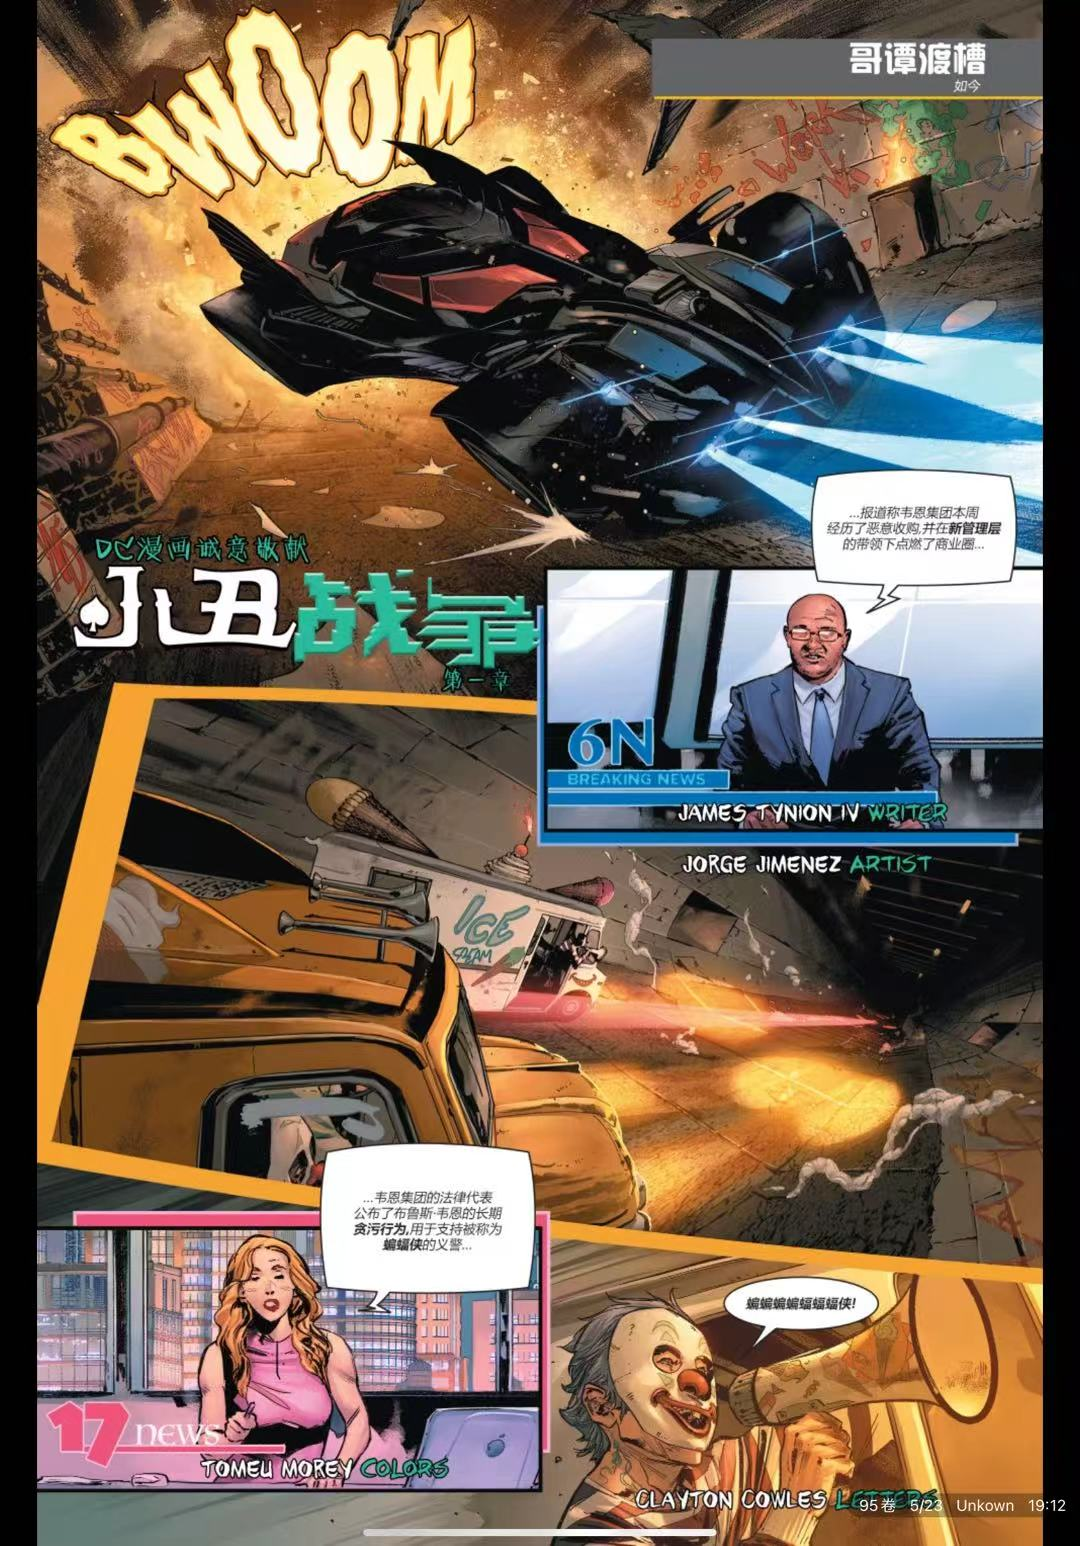 BWOOM
哥谭渡槽
如今
...报道称韦恩集团本周
经历了恶意收购,并在新管理层
的带领下点燃了商业圈...
DC漫画诚意敬献
小丑战争
第一章
6N
BREAKING NEWS
JAMES TYNION IV WRITER
JORGE JIMENEZ ARTIST
ICE
...韦恩集团的法律代表
公布了布鲁斯·韦恩的长期
贪污行为,用于支持被称为
蝙蝠侠的义警...
蝙蝙蝙蝙蝠蝠蝠侠!
17 news
TOMEU MOREY COLORS
CLAYTON COWLES LETTERS
95卷 5/23 Unkown 19:12